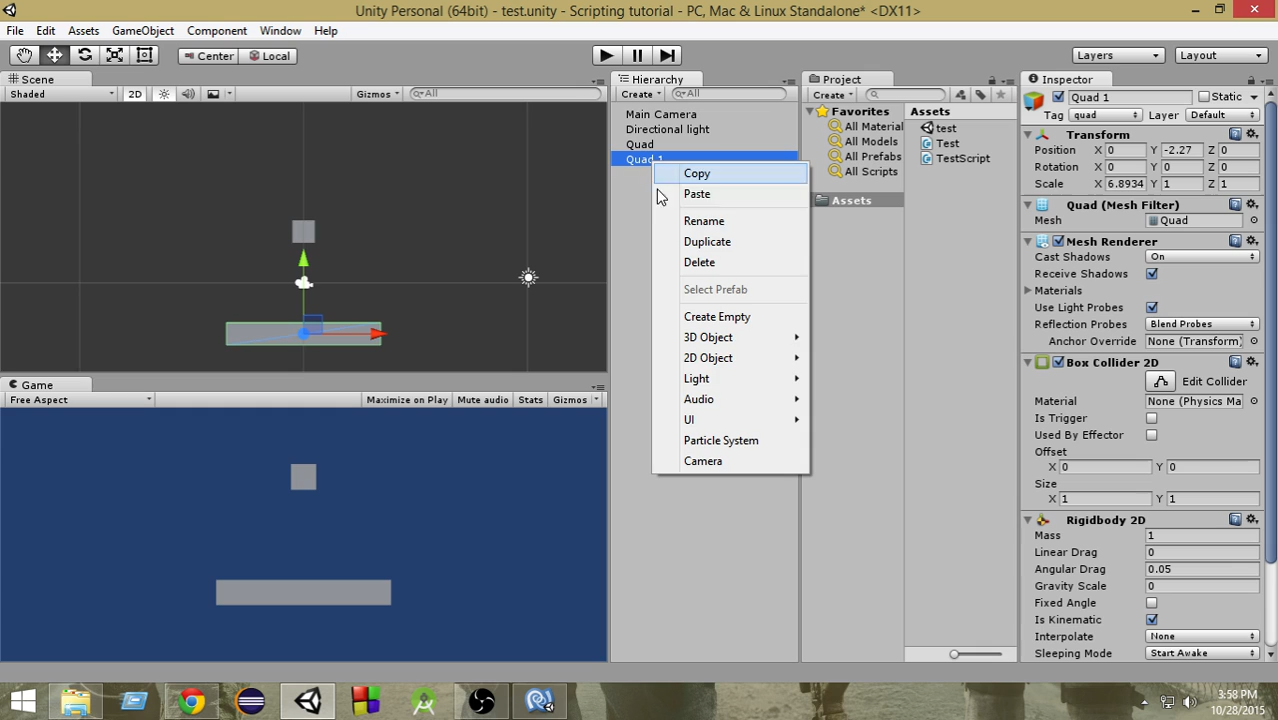 Unity Personal (64bit) - test.unity - Scripting tutorial - PC, Mac & Linux Standalone* <DX11>
File Edit Assets GameObject Component Window Help
Center Local
Layers Layout
Scene
Shaded 2D Gizmos All
Hierarchy
Create All
Main Camera
Directional light
Quad
Quad 1
Copy
Paste
Rename
Duplicate
Delete
Select Prefab
Create Empty
3D Object
2D Object
Light
Audio
UI
Particle System
Camera
Project
Create
Favorites
All Material
All Models
All Prefabs
All Scripts
Assets
Assets
test
Test
TestScript
Inspector
Quad 1 Static
Tag quad Layer Default
Transform
Position X 0 Y -2.27 Z 0
Rotation X 0 Y 0 Z 0
Scale X 6.8934 Y 1 Z 1
Quad (Mesh Filter)
Mesh Quad
Mesh Renderer
Cast Shadows On
Receive Shadows
Materials
Use Light Probes
Reflection Probes Blend Probes
Anchor Override None (Transform)
Box Collider 2D
Edit Collider
Material None (Physics Ma
Is Trigger
Used By Effector
Offset
X 0 Y 0
Size
X 1 Y 1
Rigidbody 2D
Mass 1
Linear Drag 0
Angular Drag 0.05
Gravity Scale 0
Fixed Angle
Is Kinematic
Interpolate None
Sleeping Mode Start Awake
Game
Free Aspect Maximize on Play Mute audio Stats Gizmos
3:58 PM
10/28/2015